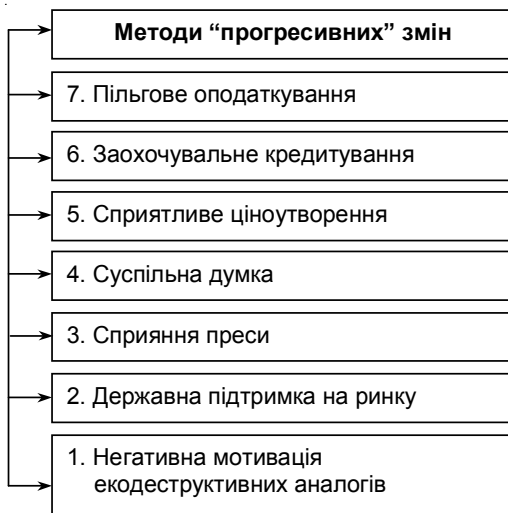 Методи “прогресивних” змін
7. Пільгове оподаткування
6. Заохочувальне кредитування
5. Сприятливе ціноутворення
4. Суспільна думка
3. Сприяння преси
2. Державна підтримка на ринку
1. Негативна мотивація
екодеструктивних аналогів